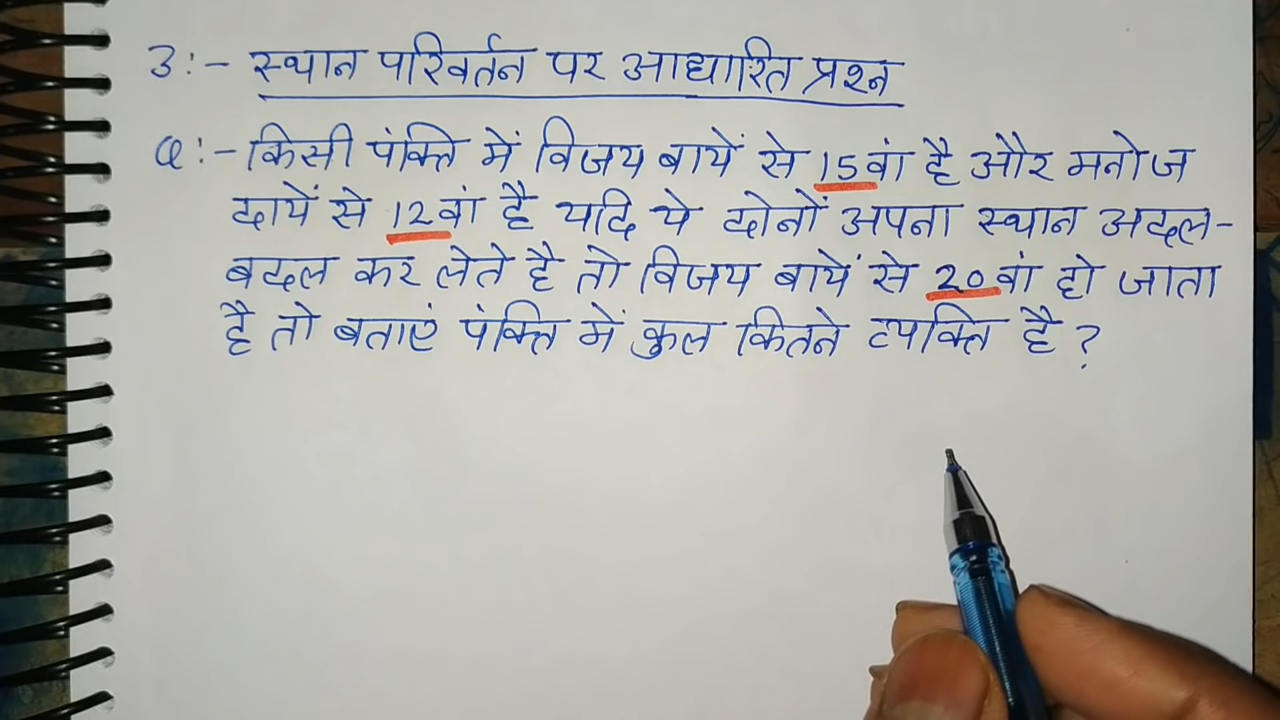 3:- स्थान परिवर्तन पर आधारित प्रश्न
Q:- किसी पंक्ति में विजय बायें से 15वां है और मनोज
दायें से 12वां है यदि ये दोनों अपना स्थान अदल-
बदल कर लेते है तो विजय बायें से 20वां हो जाता
है तो बताएं पंक्ति में कुल कितने व्यक्ति है ?